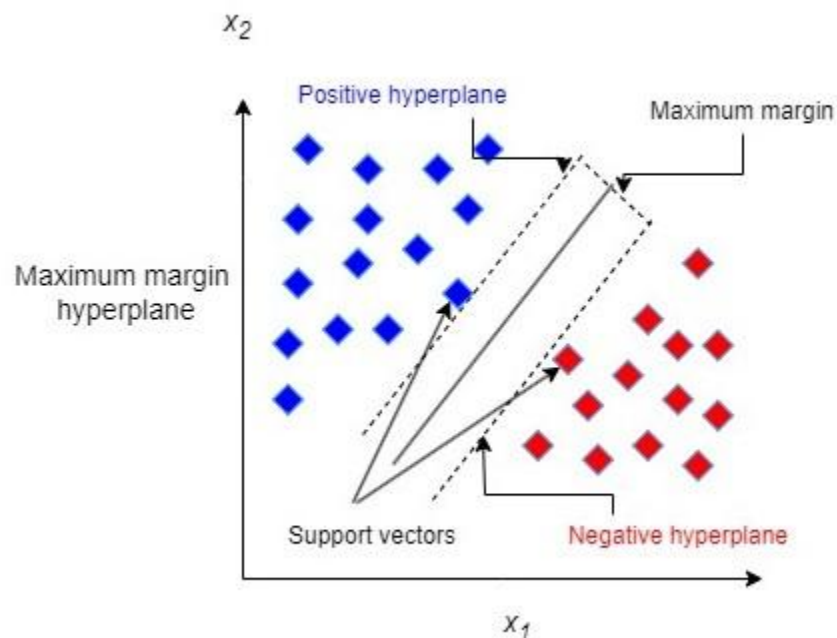 x2
Positive hyperplane
Maximum margin
Maximum margin
hyperplane
Support vectors
Negative hyperplane
x1